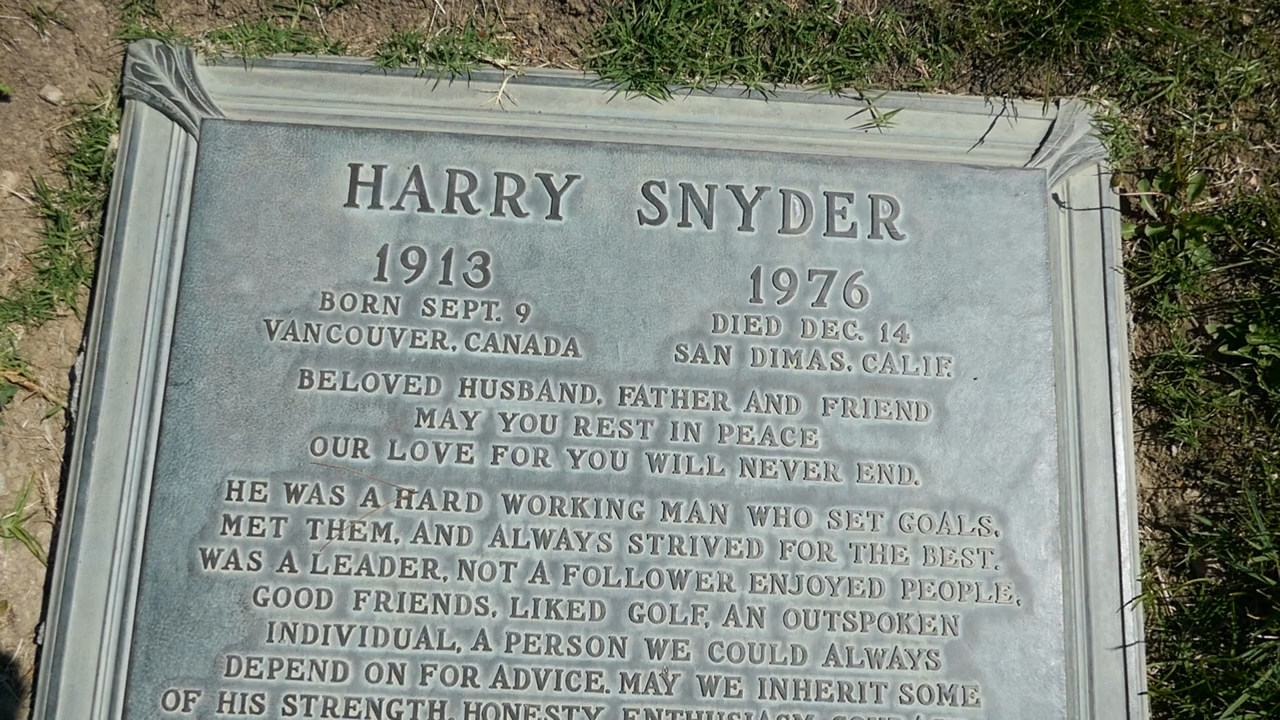 HARRY SNYDER
1913 1976
BORN SEPT. 9 DIED DEC. 14
VANCOUVER, CANADA SAN DIMAS, CALIF.
BELOVED HUSBAND, FATHER AND FRIEND
MAY YOU REST IN PEACE
OUR LOVE FOR YOU WILL NEVER END.
HE WAS A HARD WORKING MAN WHO SET GOALS,
MET THEM, AND ALWAYS STRIVED FOR THE BEST.
WAS A LEADER, NOT A FOLLOWER ENJOYED PEOPLE,
GOOD FRIENDS, LIKED GOLF, AN OUTSPOKEN
INDIVIDUAL, A PERSON WE COULD ALWAYS
DEPEND ON FOR ADVICE. MAY WE INHERIT SOME
OF HIS STRENGTH, HONESTY, ENTHUSIASM,